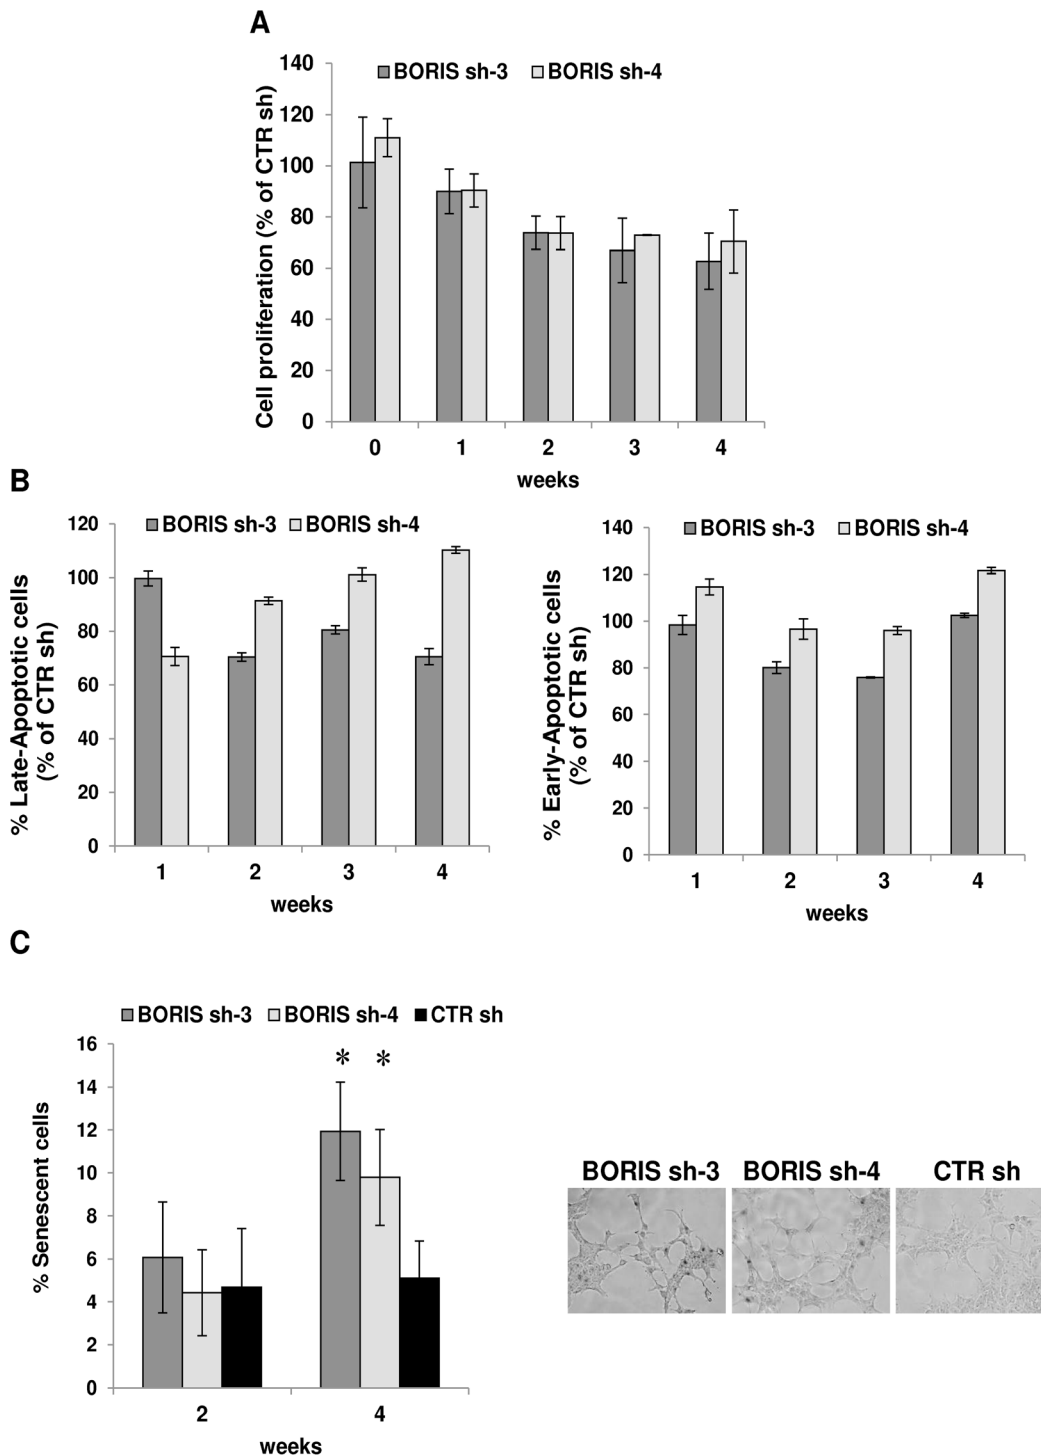 A
BORIS sh-3 BORIS sh-4
Cell proliferation (% of CTR sh)
140
120
100
80
60
40
20
0
0 1 2 3 4
weeks
B
BORIS sh-3 BORIS sh-4
% Late-Apoptotic cells
(% of CTR sh)
120
100
80
60
40
20
0
1 2 3 4
weeks
BORIS sh-3 BORIS sh-4
% Early-Apoptotic cells
(% of CTR sh)
140
120
100
80
60
40
20
0
1 2 3 4
weeks
C
BORIS sh-3 BORIS sh-4 CTR sh
% Senescent cells
16
14
12
10
8
6
4
2
0
* *
2 4
weeks
BORIS sh-3 BORIS sh-4 CTR sh